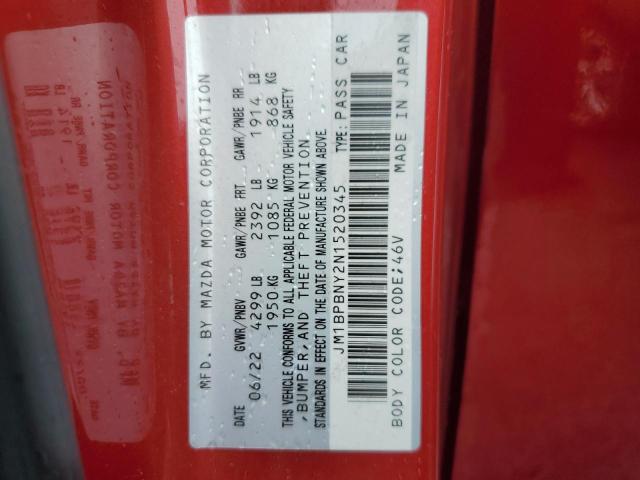 MFD. BY MAZDA MOTOR CORPORATION
DATE GVWR/PNBV GAWR/PNBE FRT GAWR/PNBE RR
06/22 4299 LB 2392 LB 1914 LB
1950 KG 1085 KG 868 KG
THIS VEHICLE CONFORMS TO ALL APPLICABLE FEDERAL MOTOR VEHICLE SAFETY
,BUMPER,AND THEFT PREVENTION
STANDARDS IN EFFECT ON THE DATE OF MANUFACTURE SHOWN ABOVE.
JM1BPBNY2N1520345 TYPE: PASS CAR
BODY COLOR CODE;46V MADE IN JAPAN